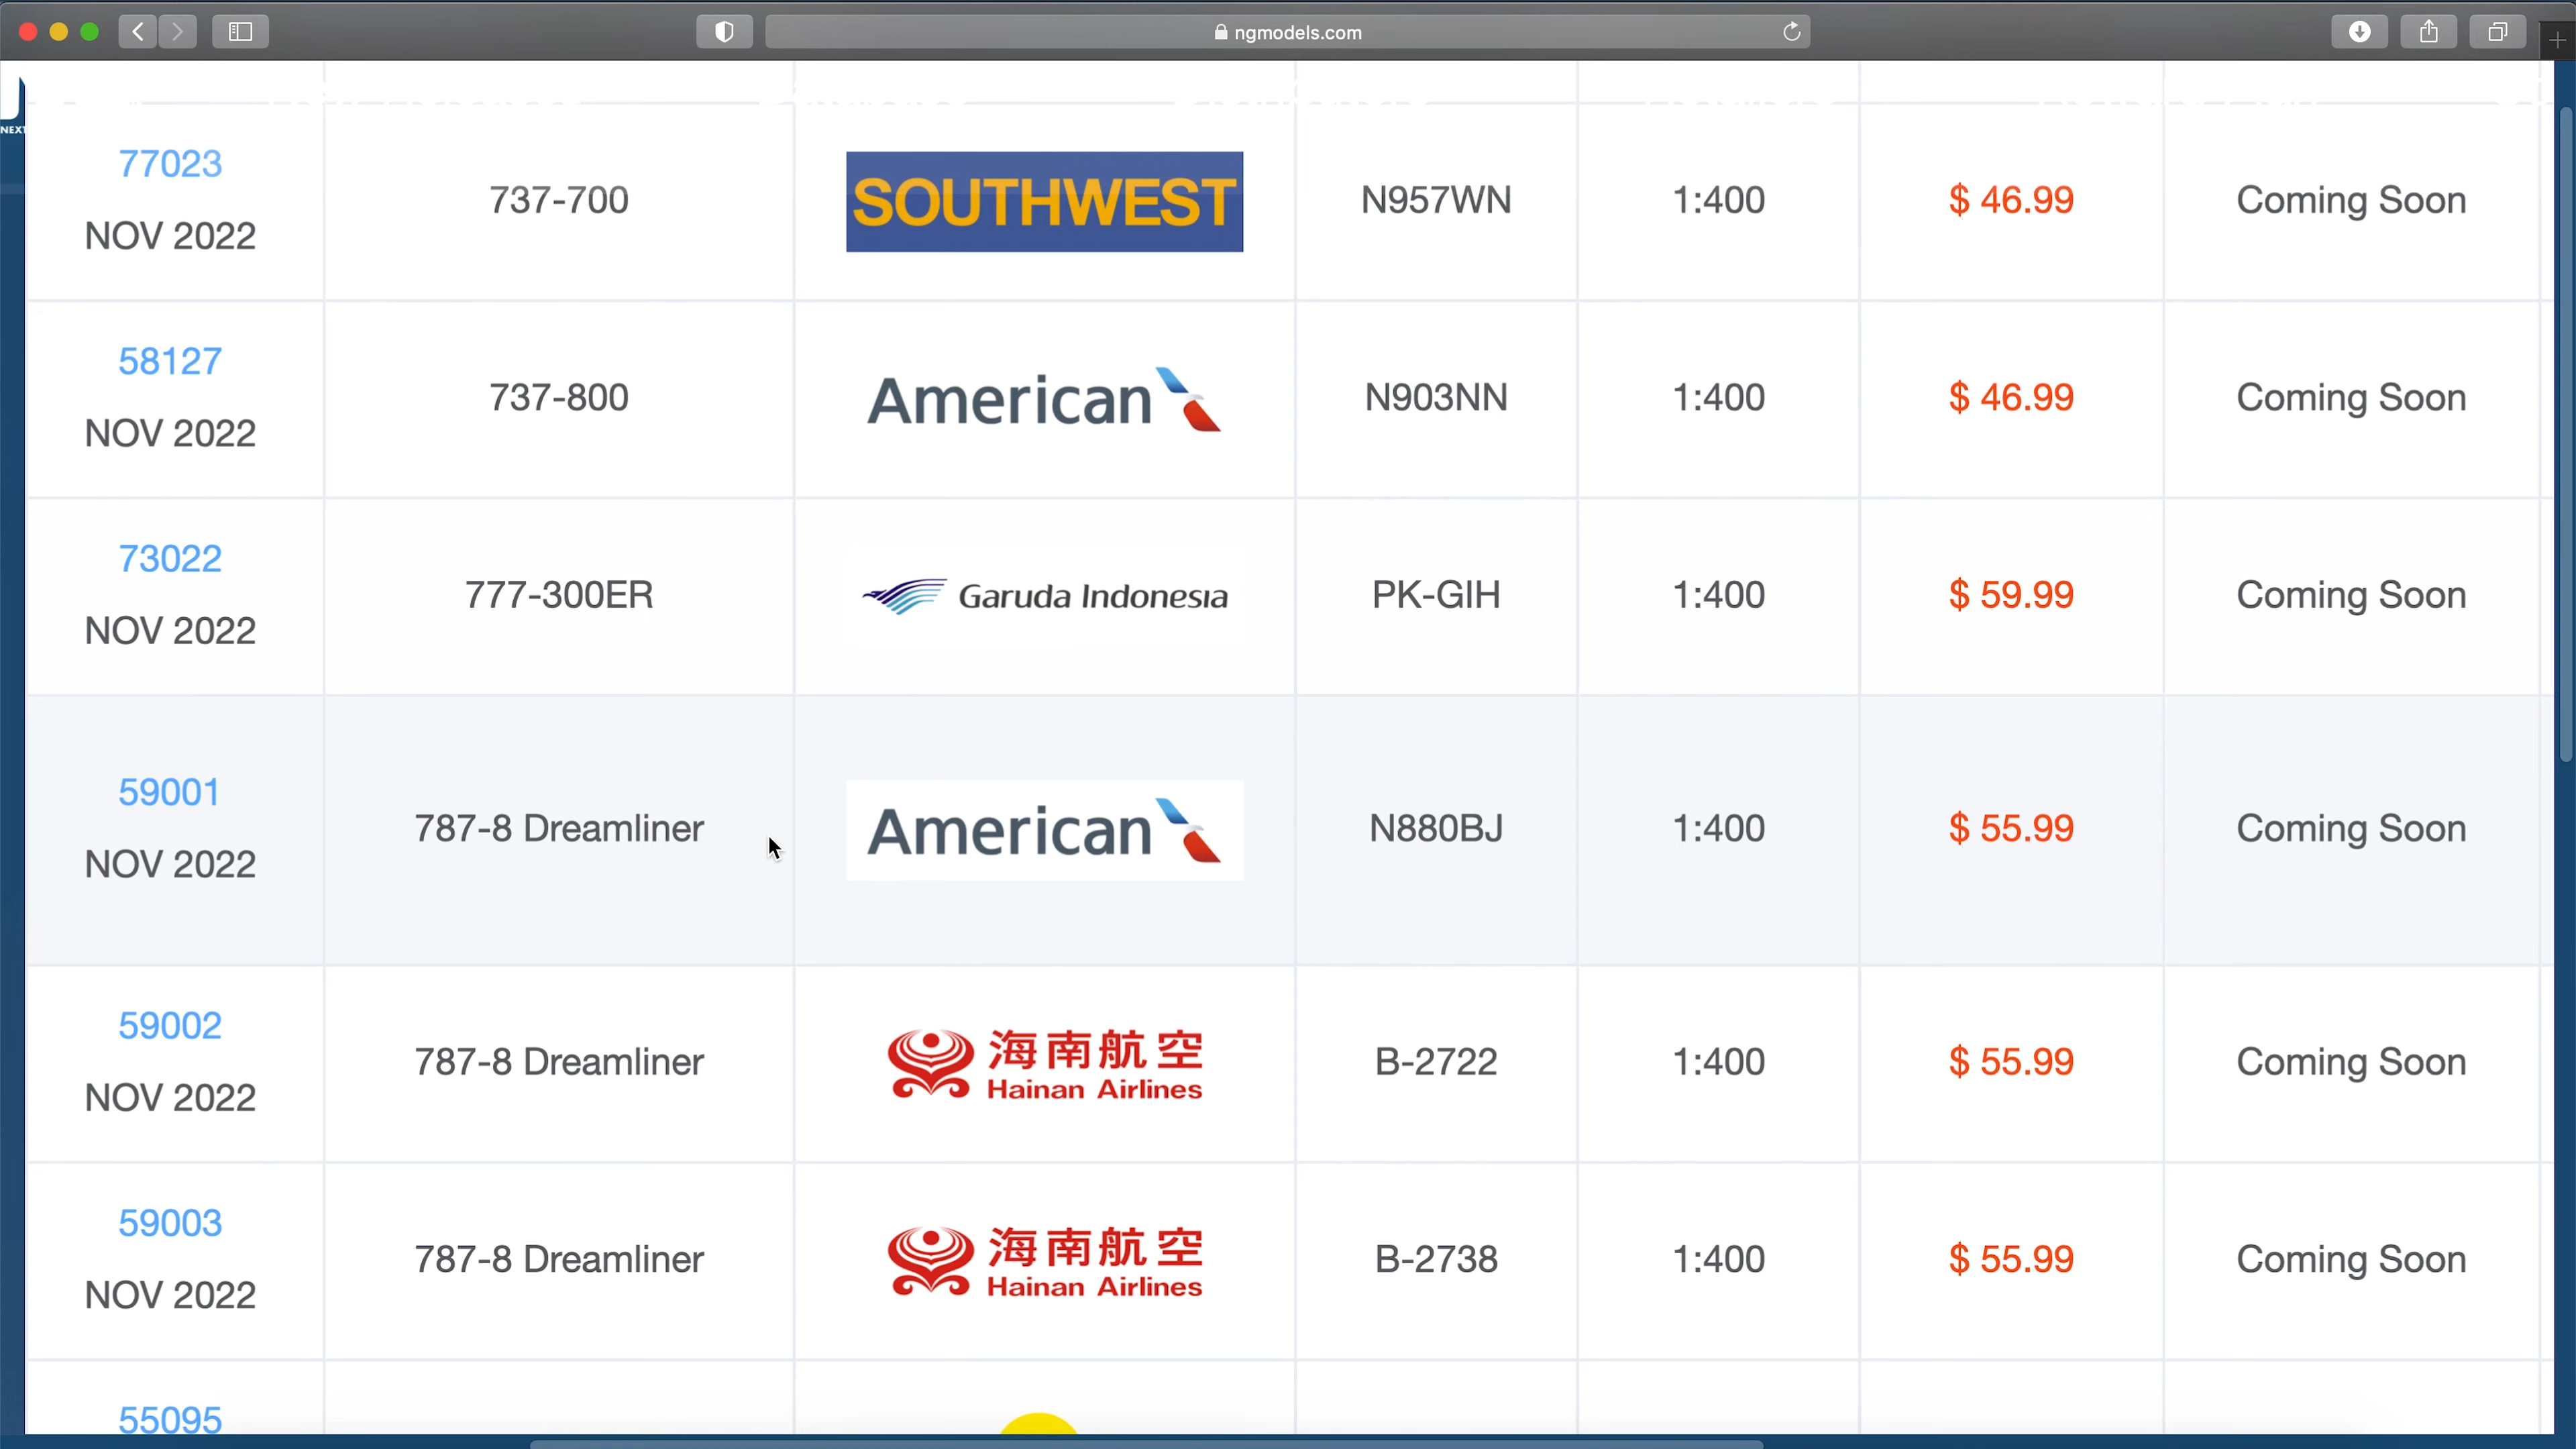 ngmodels.com
NEXT
77023
NOV 2022
737-700
SOUTHWEST
N957WN
1:400
$ 46.99
Coming Soon
58127
NOV 2022
737-800
American
N903NN
1:400
$ 46.99
Coming Soon
73022
NOV 2022
777-300ER
Garuda Indonesia
PK-GIH
1:400
$ 59.99
Coming Soon
59001
NOV 2022
787-8 Dreamliner
American
N880BJ
1:400
$ 55.99
Coming Soon
59002
NOV 2022
787-8 Dreamliner
海南航空
Hainan Airlines
B-2722
1:400
$ 55.99
Coming Soon
59003
NOV 2022
787-8 Dreamliner
海南航空
Hainan Airlines
B-2738
1:400
$ 55.99
Coming Soon
55095